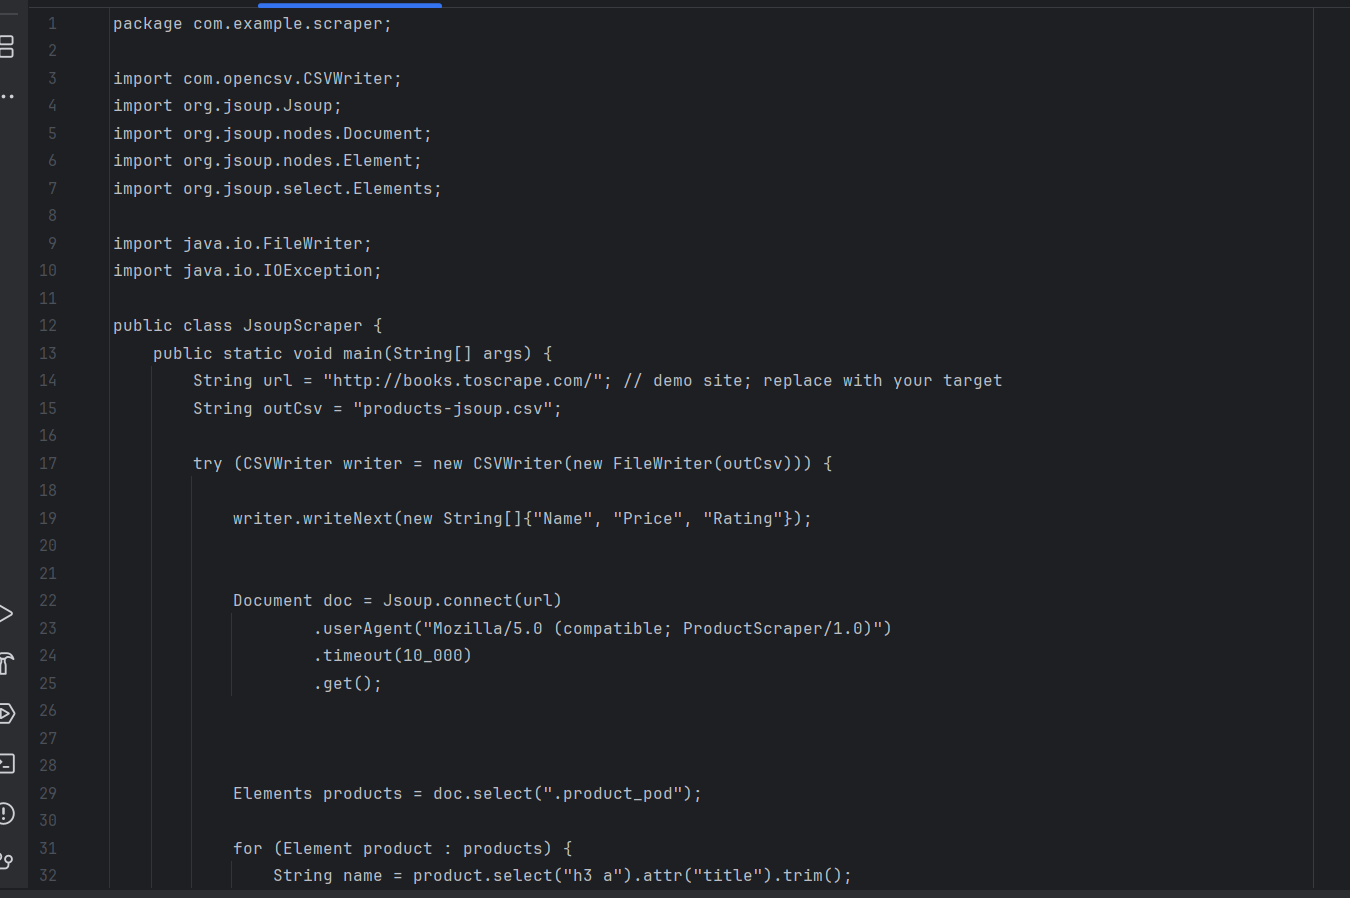 1 package com.example.scraper;
2
3 import com.opencsv.CSVWriter;
4 import org.jsoup.Jsoup;
5 import org.jsoup.nodes.Document;
6 import org.jsoup.nodes.Element;
7 import org.jsoup.select.Elements;
8
9 import java.io.FileWriter;
10 import java.io.IOException;
11
12 public class JsoupScraper {
13     public static void main(String[] args) {
14         String url = "http://books.toscrape.com/"; // demo site; replace with your target
15         String outCsv = "products-jsoup.csv";
16
17         try (CSVWriter writer = new CSVWriter(new FileWriter(outCsv))) {
18
19             writer.writeNext(new String[]{"Name", "Price", "Rating"});
20
21
22             Document doc = Jsoup.connect(url)
23                     .userAgent("Mozilla/5.0 (compatible; ProductScraper/1.0)")
24                     .timeout(10_000)
25                     .get();
26
27
28
29             Elements products = doc.select(".product_pod");
30
31             for (Element product : products) {
32                 String name = product.select("h3 a").attr("title").trim();